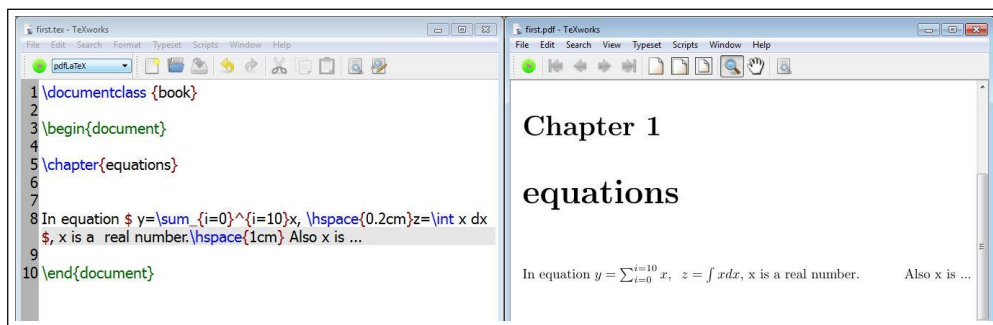 first.tex - TeXworks
File Edit Search Format Typeset Scripts Window Help
pdfLaTeX
1 \documentclass {book}
2
3 \begin{document}
4
5 \chapter{equations}
6
7
8 In equation $ y=\sum_{i=0}^{i=10}x, \hspace{0.2cm}z=\int x dx
$, x is a  real number.\hspace{1cm} Also x is ...
9
10 \end{document}
first.pdf - TeXworks
File Edit Search View Typeset Scripts Window Help
Chapter 1
equations
In equation y = ∑_{i=0}^{i=10} x,  z = ∫ xdx, x is a real number. Also x is ...